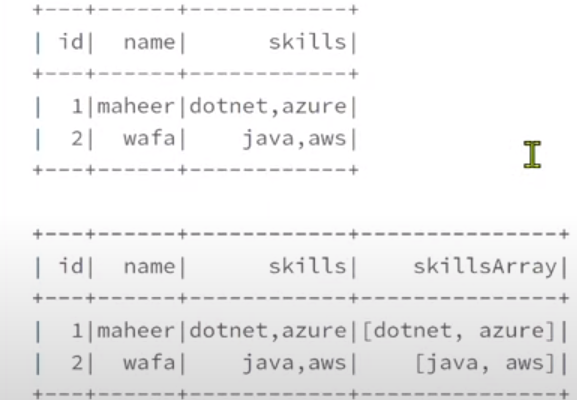 +---+------+------------+
| id|  name|      skills|
+---+------+------------+
|  1|maheer|dotnet,azure|
|  2|  wafa|    java,aws|
+---+------+------------+
+---+------+------------+---------------+
| id|  name|      skills|    skillsArray|
+---+------+------------+---------------+
|  1|maheer|dotnet,azure|[dotnet, azure]|
|  2|  wafa|    java,aws|    [java, aws]|
+---+------+------------+---------------+